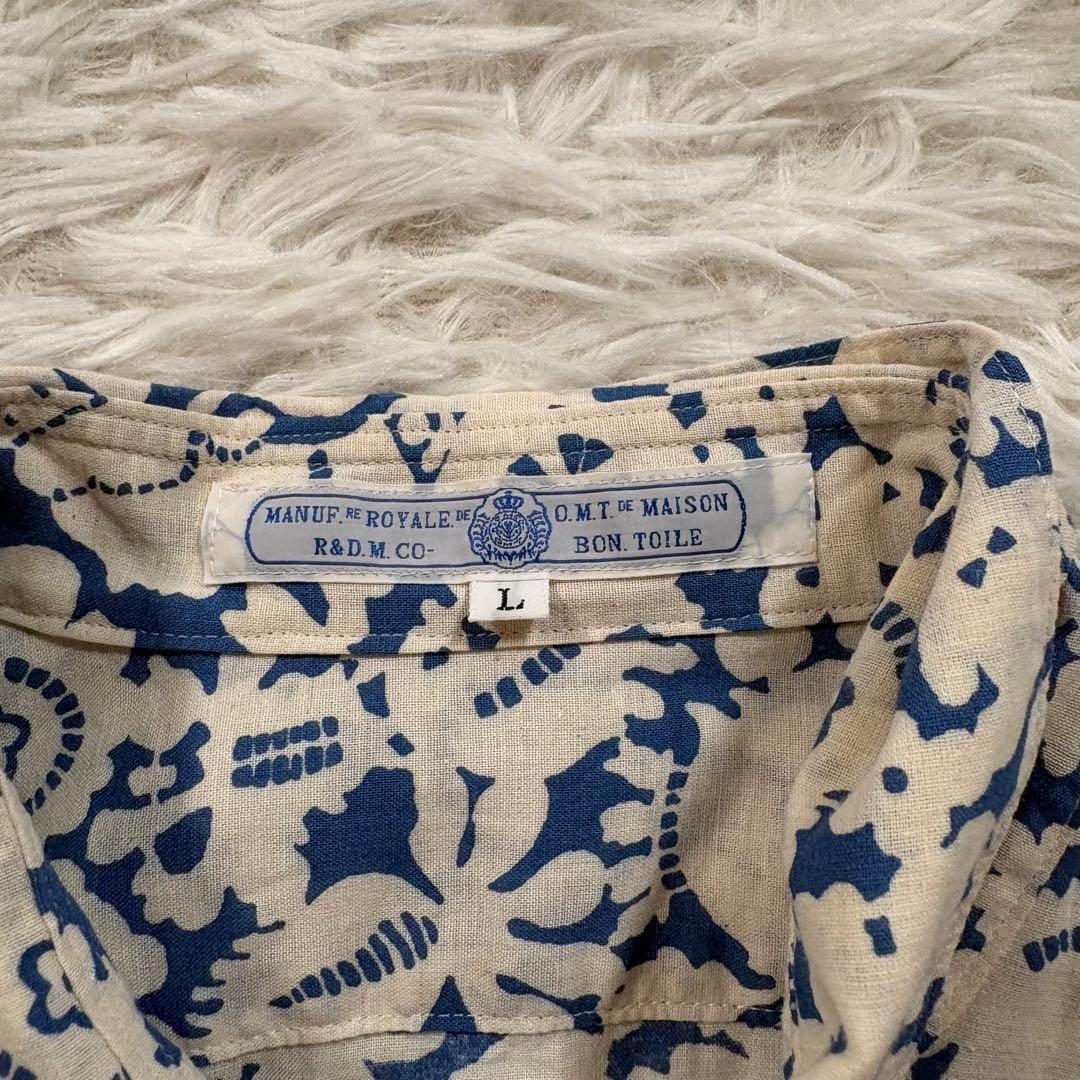 MANUF.RE ROYALE.DE O.M.T. DE MAISON
R&D.M.CO- BON. TOILE
L